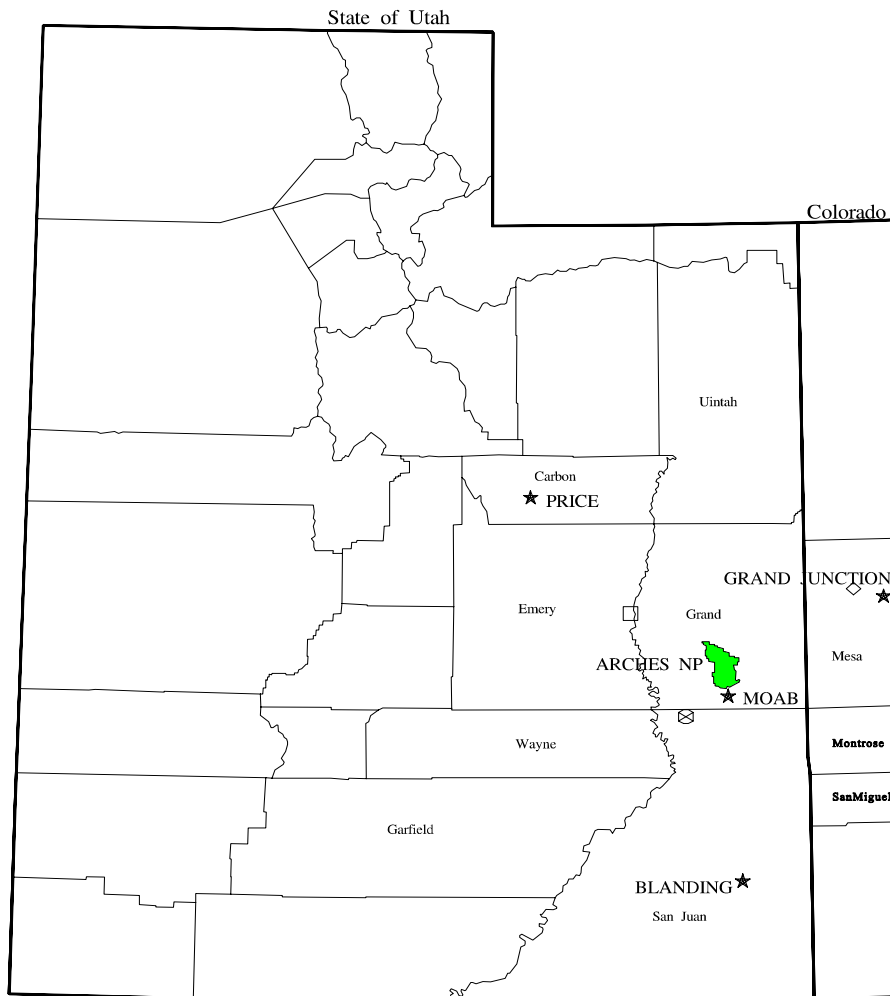 State of Utah
Colorado
Uintah
Carbon
PRICE
GRAND JUNCTION
Emery
Grand
ARCHES NP
Mesa
MOAB
Wayne
Montrose
SanMiguel
Garfield
BLANDING
San Juan